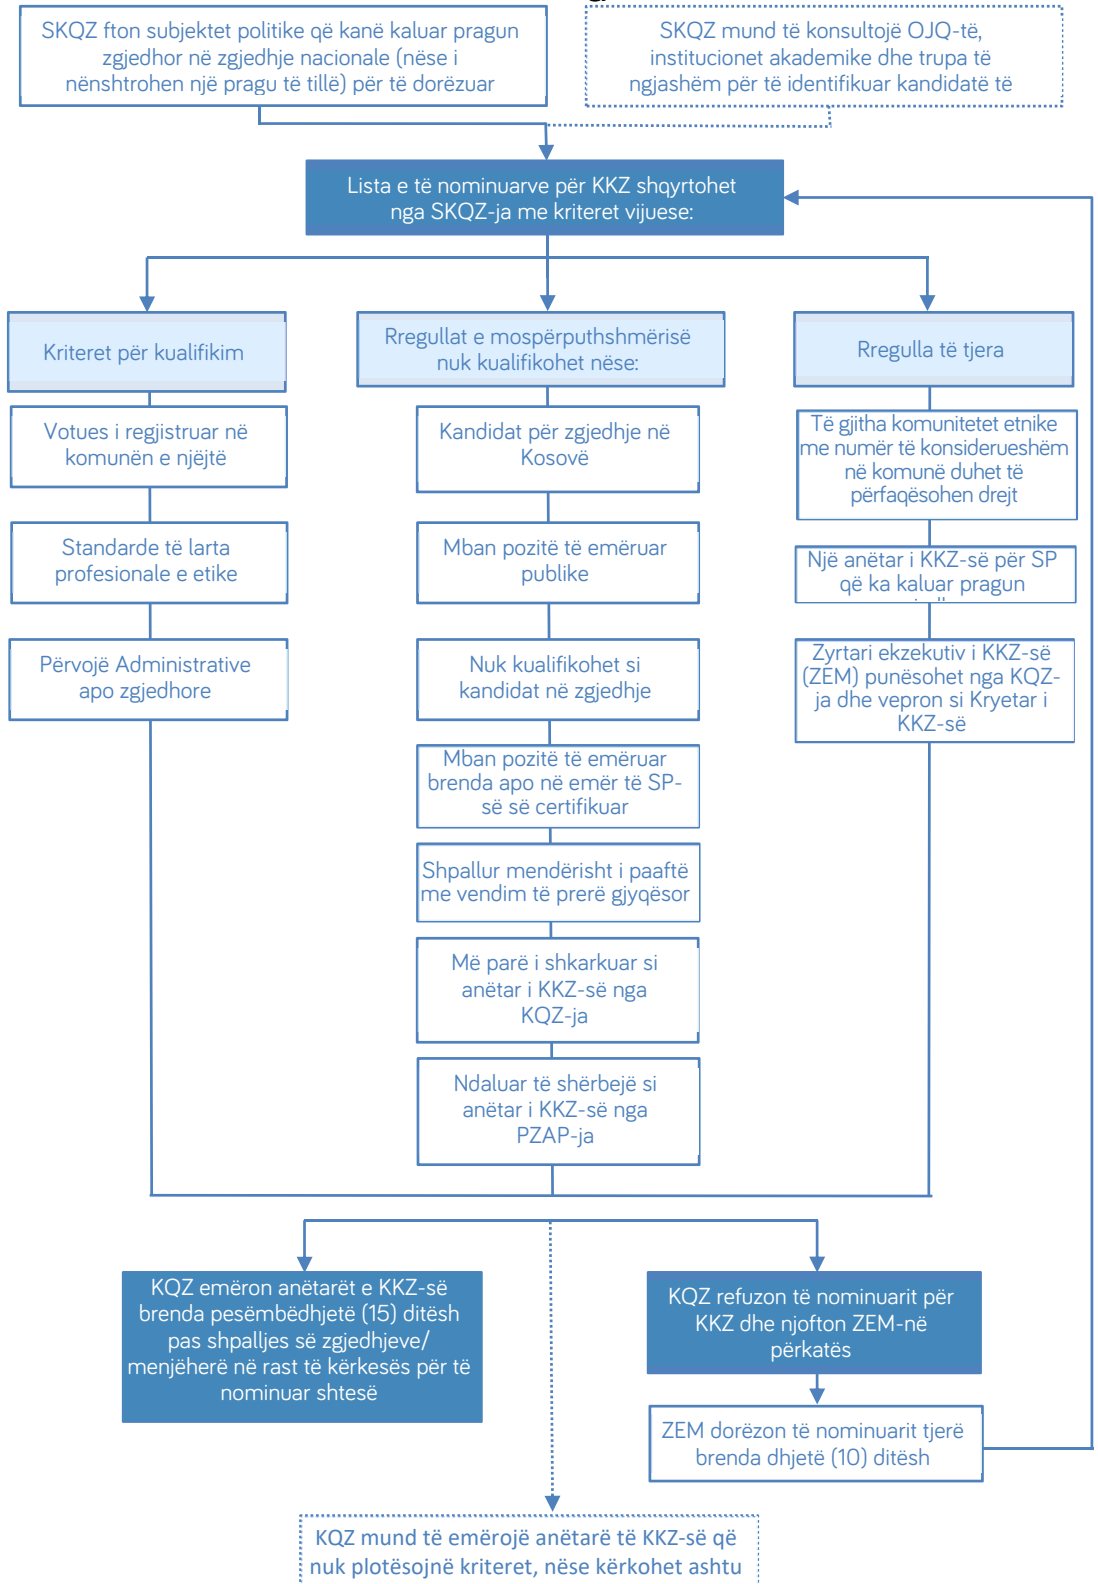 SKQZ fton subjektet politike që kanë kaluar pragun
zgjedhor në zgjedhje nacionale (nëse i
nënshtrohen një pragu të tillë) për të dorëzuar
SKQZ mund të konsultojë OJQ-të,
institucionet akademike dhe trupa të
ngjashëm për të identifikuar kandidatë të
Lista e të nominuarve për KKZ shqyrtohet
nga SKQZ-ja me kriteret vijuese:
Kriteret për kualifikim
Votues i regjistruar në
komunën e njëjtë
Standarde të larta
profesionale e etike
Përvojë Administrative
apo zgjedhore
Rregullat e mospërputhshmërisë
nuk kualifikohet nëse:
Kandidat për zgjedhje në
Kosovë
Mban pozitë të emëruar
publike
Nuk kualifikohet si
kandidat në zgjedhje
Mban pozitë të emëruar
brenda apo në emër të SP-
së së certifikuar
Shpallur mendërisht i paaftë
me vendim të prerë gjyqësor
Më parë i shkarkuar si
anëtar i KKZ-së nga
KQZ-ja
Ndaluar të shërbejë si
anëtar i KKZ-së nga
PZAP-ja
Rregulla të tjera
Të gjitha komunitetet etnike
me numër të konsiderueshëm
në komunë duhet të
përfaqësohen drejt
Një anëtar i KKZ-së për SP
që ka kaluar pragun
Zyrtari ekzekutiv i KKZ-së
(ZEM) punësohet nga KQZ-
ja dhe vepron si Kryetar i
KKZ-së
KQZ emëron anëtarët e KKZ-së
brenda pesëmbëdhjetë (15) ditësh
pas shpalljes së zgjedhjeve/
menjëherë në rast të kërkesës për të
nominuar shtesë
KQZ refuzon të nominuarit për
KKZ dhe njofton ZEM-në
përkatës
ZEM dorëzon të nominuarit tjerë
brenda dhjetë (10) ditësh
KQZ mund të emërojë anëtarë të KKZ-së që
nuk plotësojnë kriteret, nëse kërkohet ashtu